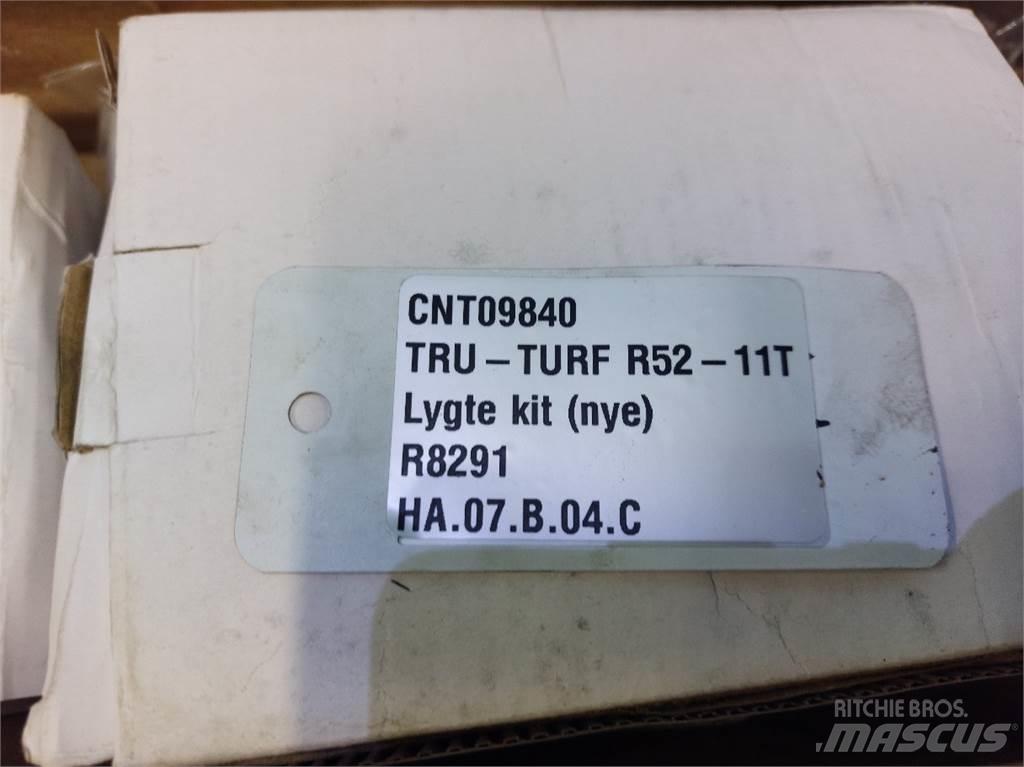 CNT09840
TRU-TURF R52-11T
Lygte kit (nye)
R8291
HA.07.B.04.C
RITCHIE BROS.
MASCUS